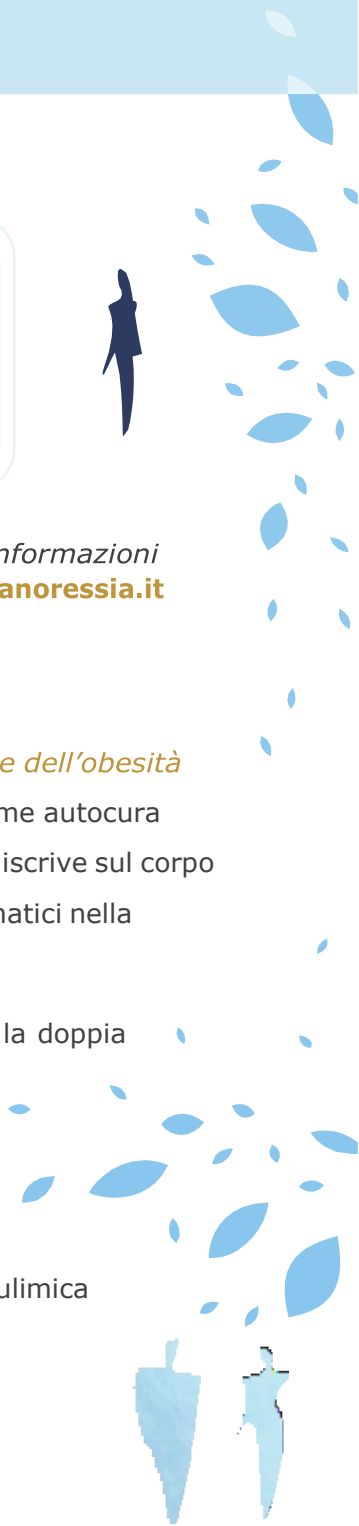 nformazioni
anoressia.it
e dell’obesità
me autocura
iscrive sul corpo
natici nella
la doppia
ulimica